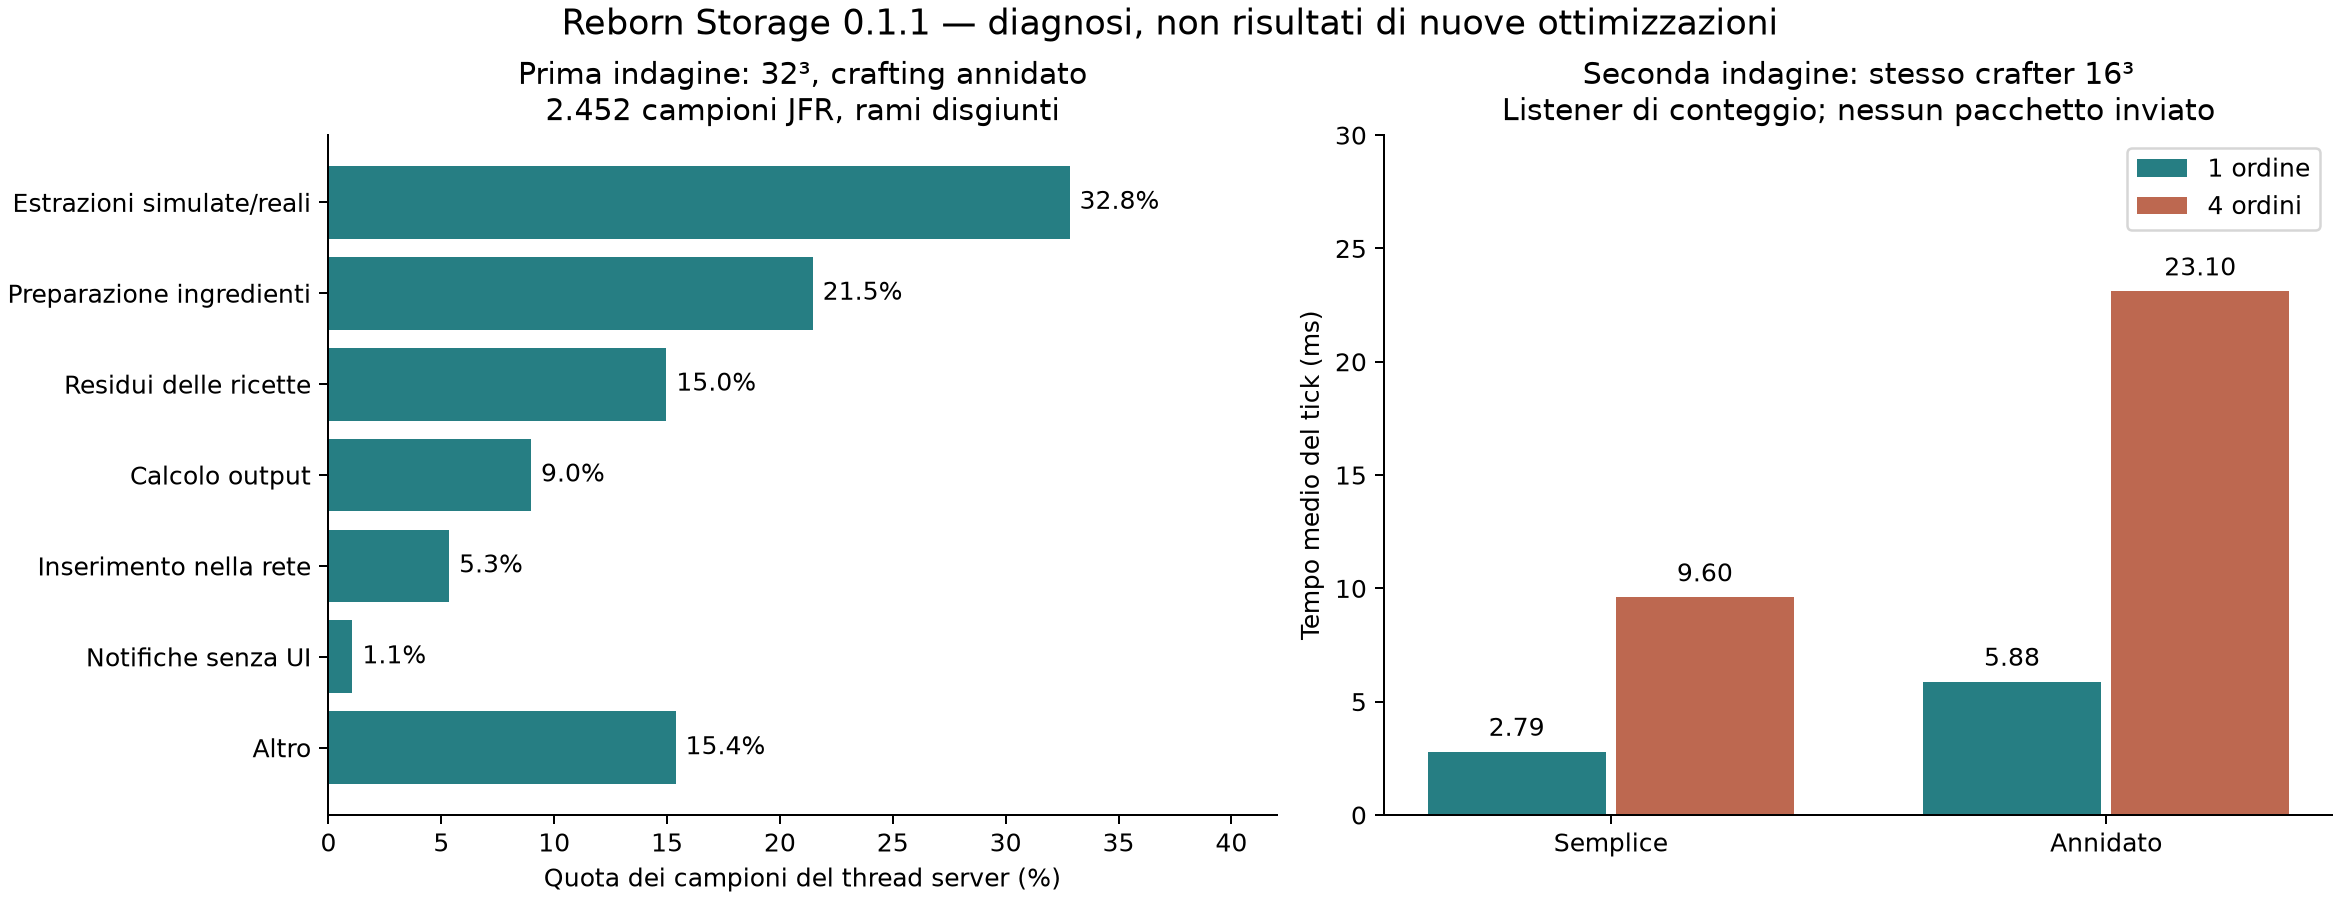 Reborn Storage 0.1.1 — diagnosi, non risultati di nuove ottimizzazioni
Prima indagine: 32³, crafting annidato
2.452 campioni JFR, rami disgiunti
Estrazioni simulate/reali
32.8%
Preparazione ingredienti
21.5%
Residui delle ricette
15.0%
Calcolo output
9.0%
Inserimento nella rete
5.3%
Notifiche senza UI
1.1%
Altro
15.4%
0 5 10 15 20 25 30 35 40
Quota dei campioni del thread server (%)
Seconda indagine: stesso crafter 16³
Listener di conteggio; nessun pacchetto inviato
1 ordine
4 ordini
Tempo medio del tick (ms)
30
25
20
15
10
5
0
2.79
9.60
5.88
23.10
Semplice
Annidato